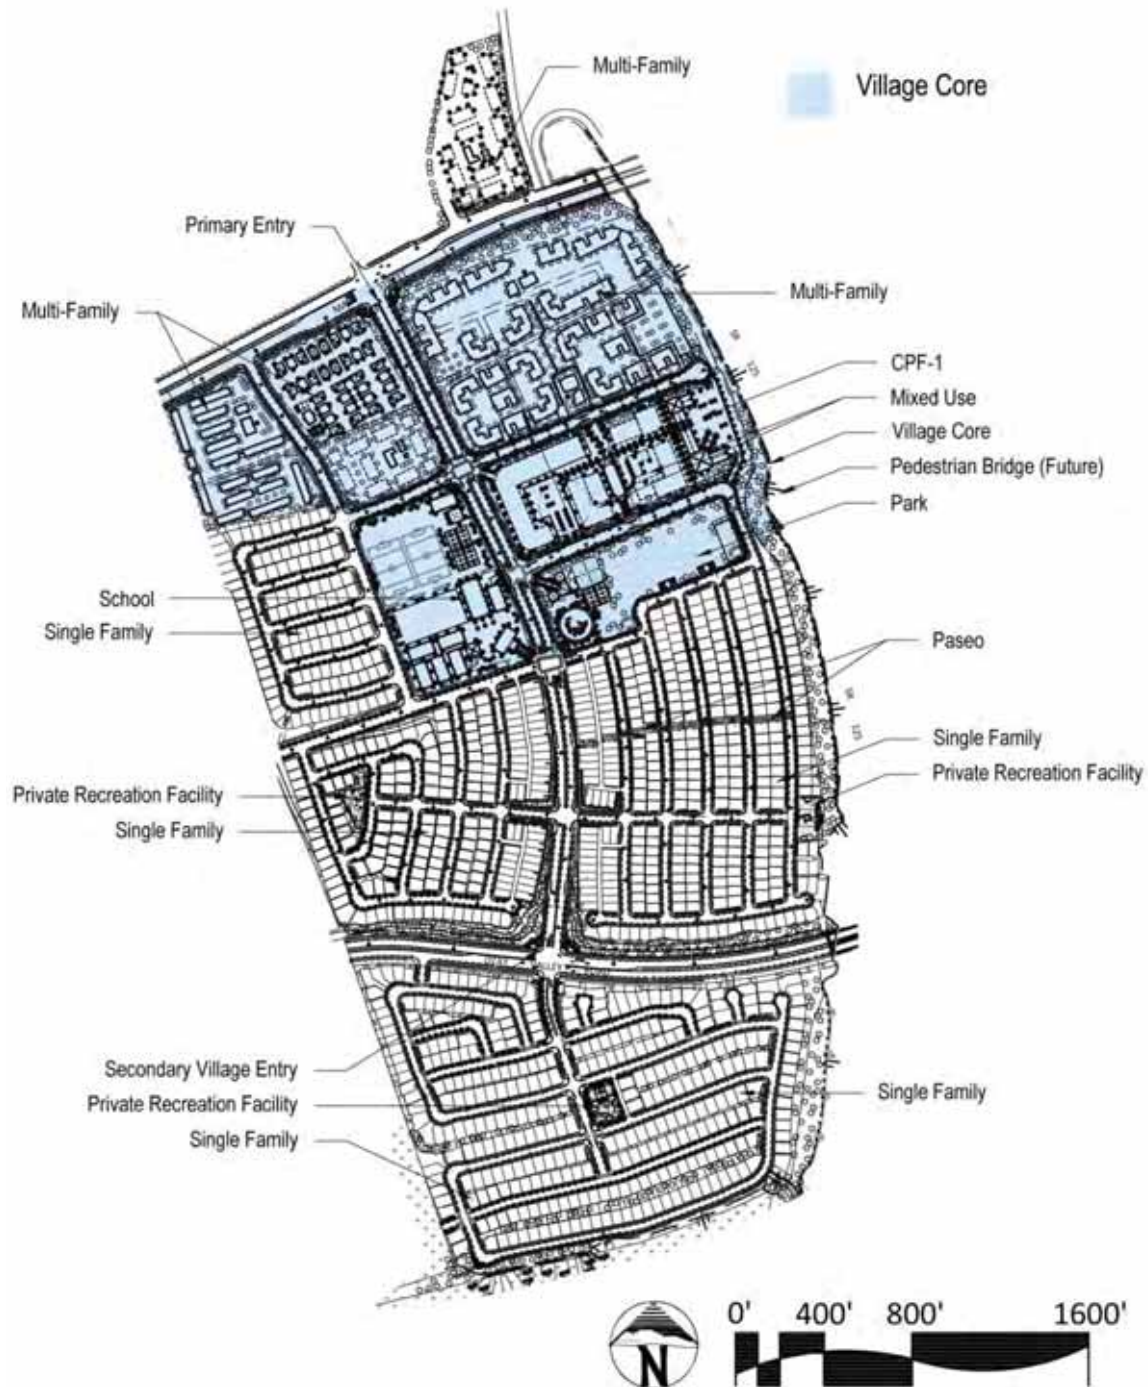 Multi-Family
Village Core
Primary Entry
Multi-Family
Multi-Family
CPF-1
Mixed Use
Village Core
Pedestrian Bridge (Future)
Park
School
Single Family
Paseo
Single Family
Private Recreation Facility
Private Recreation Facility
Single Family
Secondary Village Entry
Private Recreation Facility
Single Family
Single Family
N
0' 400' 800' 1600'